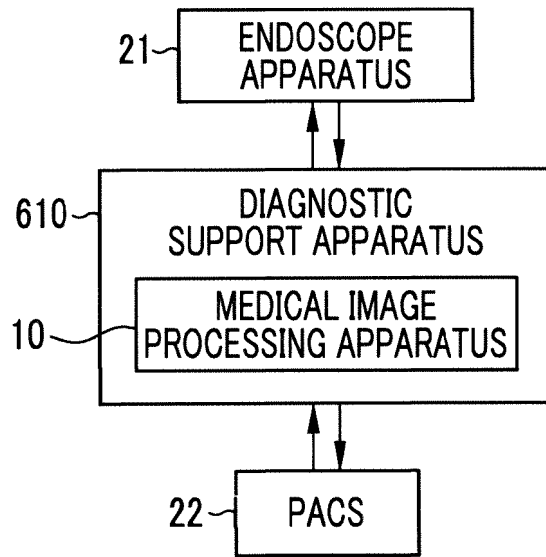 21
ENDOSCOPE
APPARATUS
610
DIAGNOSTIC
SUPPORT APPARATUS
10
MEDICAL IMAGE
PROCESSING APPARATUS
22
PACS